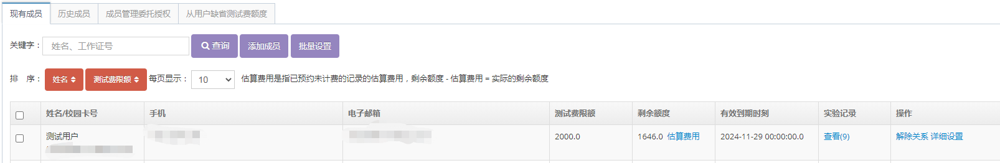 现有成员 历史成员 成员管理委托授权 从用户缺省测试费额度
关键字： 姓名、工作证号 查询 添加成员 批量设置
排 序： 姓名 测试费限额 每页显示： 10 估算费用是指已预约未计费的记录的估算费用，剩余额度 - 估算费用 = 实际的剩余额度
姓名/校园卡号 手机 电子邮箱 测试费限额 剩余额度 有效到期时刻 实验记录 操作
测试用户 2000.0 1646.0 估算费用 2024-11-29 00:00:00.0 查看(9) 解除关系 详细设置